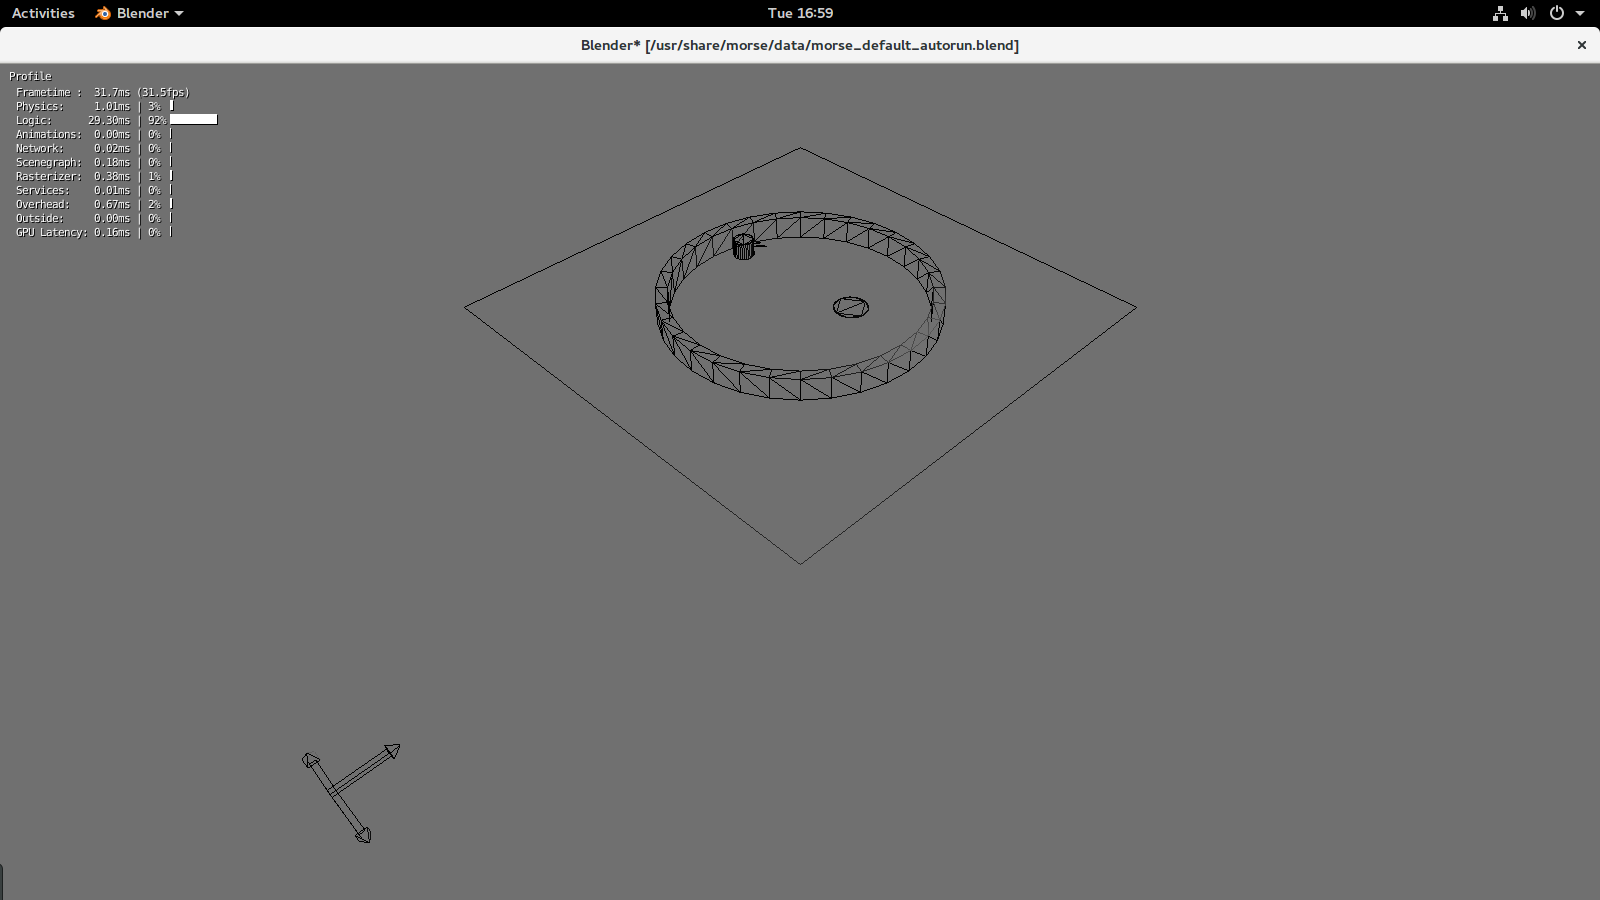 Activities Blender Tue 16:59
Blender* [/usr/share/morse/data/morse_default_autorun.blend]
Profile
Frametime : 31.7ms (31.5fps)
Physics: 1.01ms | 3%
Logic: 29.30ms | 92%
Animations: 0.00ms | 0%
Network: 0.02ms | 0%
Scenegraph: 0.18ms | 0%
Rasterizer: 0.38ms | 1%
Services: 0.01ms | 0%
Overhead: 0.67ms | 2%
Outside: 0.00ms | 0%
GPU Latency: 0.16ms | 0%